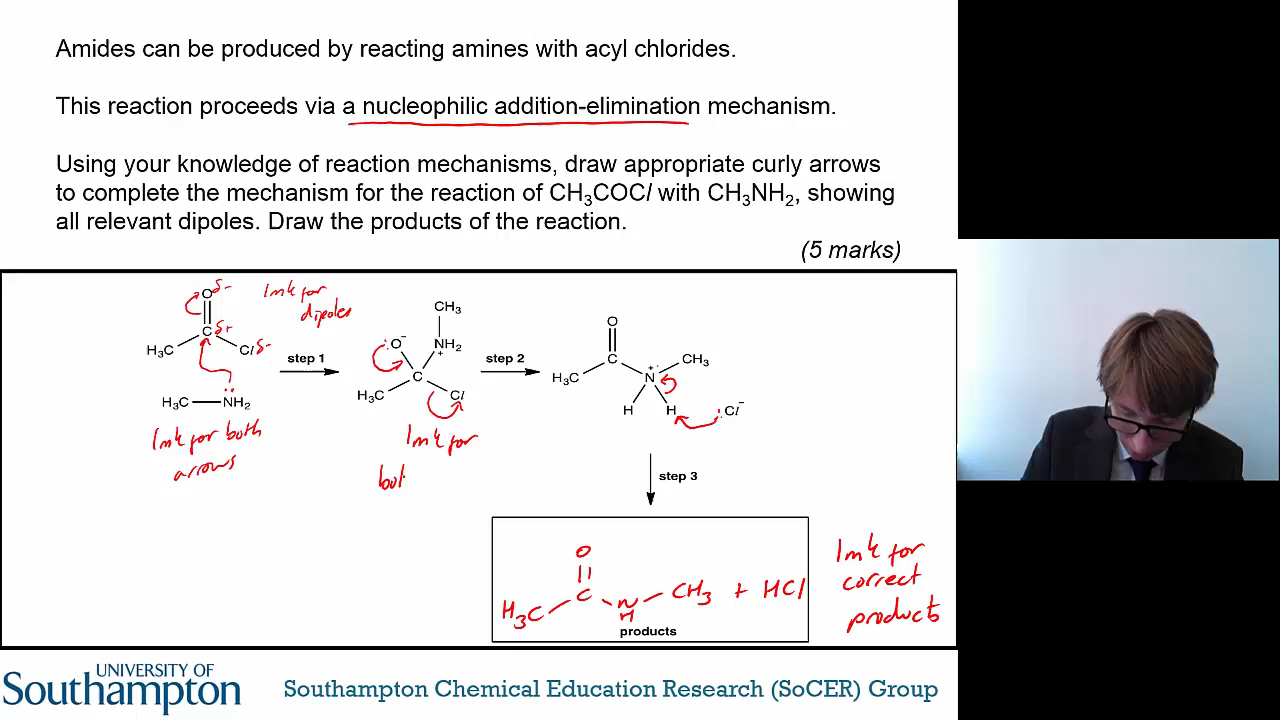 Amides can be produced by reacting amines with acyl chlorides.
This reaction proceeds via a nucleophilic addition-elimination mechanism.
Using your knowledge of reaction mechanisms, draw appropriate curly arrows
to complete the mechanism for the reaction of CH₃COCl with CH₃NH₂, showing
all relevant dipoles. Draw the products of the reaction.
(5 marks)
O δ-
C δ+
H₃C
Cl δ-
H₃C NH₂
1mk for
dipoles
1mk for both
arrows
step 1
CH₃
:O⁻
NH₂
+
C
H₃C
Cl
1mk for
bot
step 2
O
C
CH₃
H₃C
N
+
H H
:Cl⁻
step 3
O
C
H₃C
N
H
CH₃ + HCl
products
1mk for
correct
products
UNIVERSITY OF
Southampton
Southampton Chemical Education Research (SoCER) Group